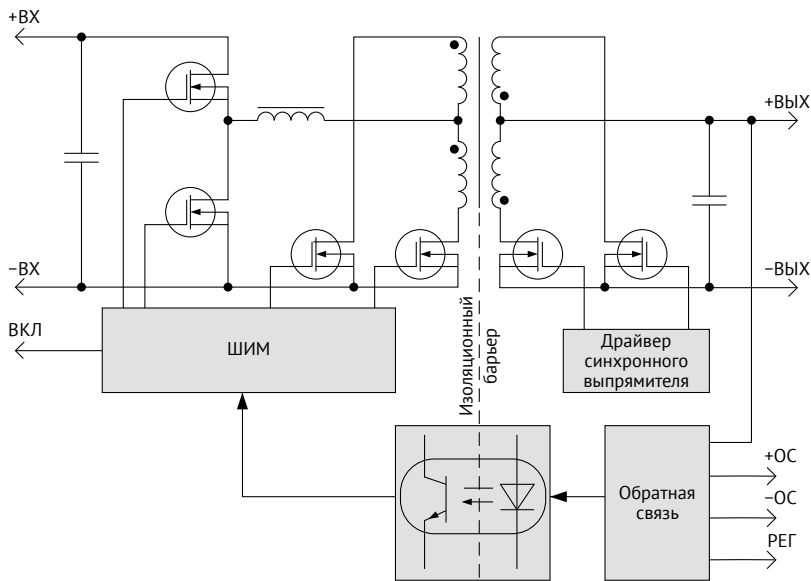 +ВХ
+ВЫХ
−ВХ
−ВЫХ
ВКЛ
ШИМ
Изоляционный
барьер
Драйвер
синхронного
выпрямителя
Обратная
связь
+ОС
−ОС
РЕГ